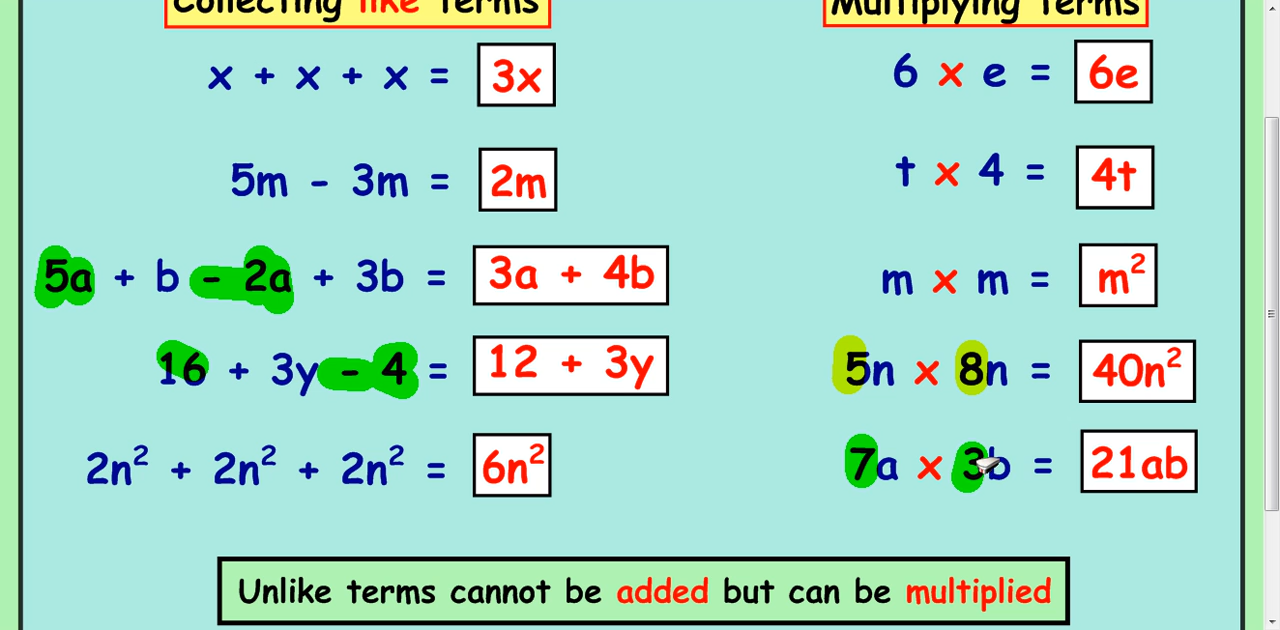 Collecting like terms
x + x + x = 3x
5m - 3m = 2m
5a + b - 2a + 3b = 3a + 4b
16 + 3y - 4 = 12 + 3y
2n² + 2n² + 2n² = 6n²
Multiplying terms
6 x e = 6e
t x 4 = 4t
m x m = m²
5n x 8n = 40n²
7a x 3b = 21ab
Unlike terms cannot be added but can be multiplied